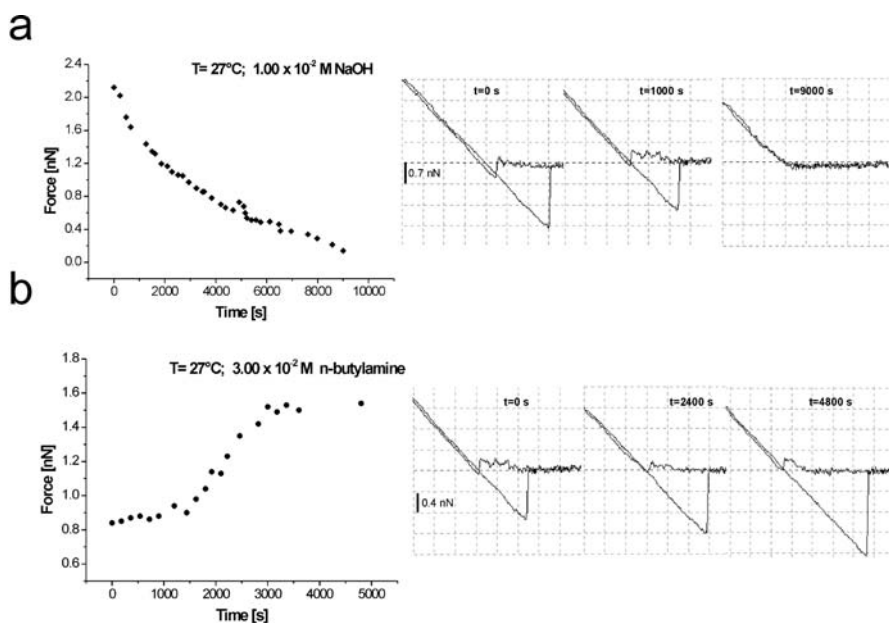 a
T= 27°C; 1.00 x 10⁻² M NaOH
2.4
2.0
1.6
1.2
0.8
0.4
0.0
Force [nN]
0 2000 4000 6000 8000 10000
Time [s]
t=0 s t=1000 s t=9000 s
0.7 nN
b
T= 27°C; 3.00 x 10⁻² M n-butylamine
1.8
1.6
1.4
1.2
1.0
0.8
0.6
Force [nN]
0 1000 2000 3000 4000 5000
Time [s]
t=0 s t=2400 s t=4800 s
0.4 nN